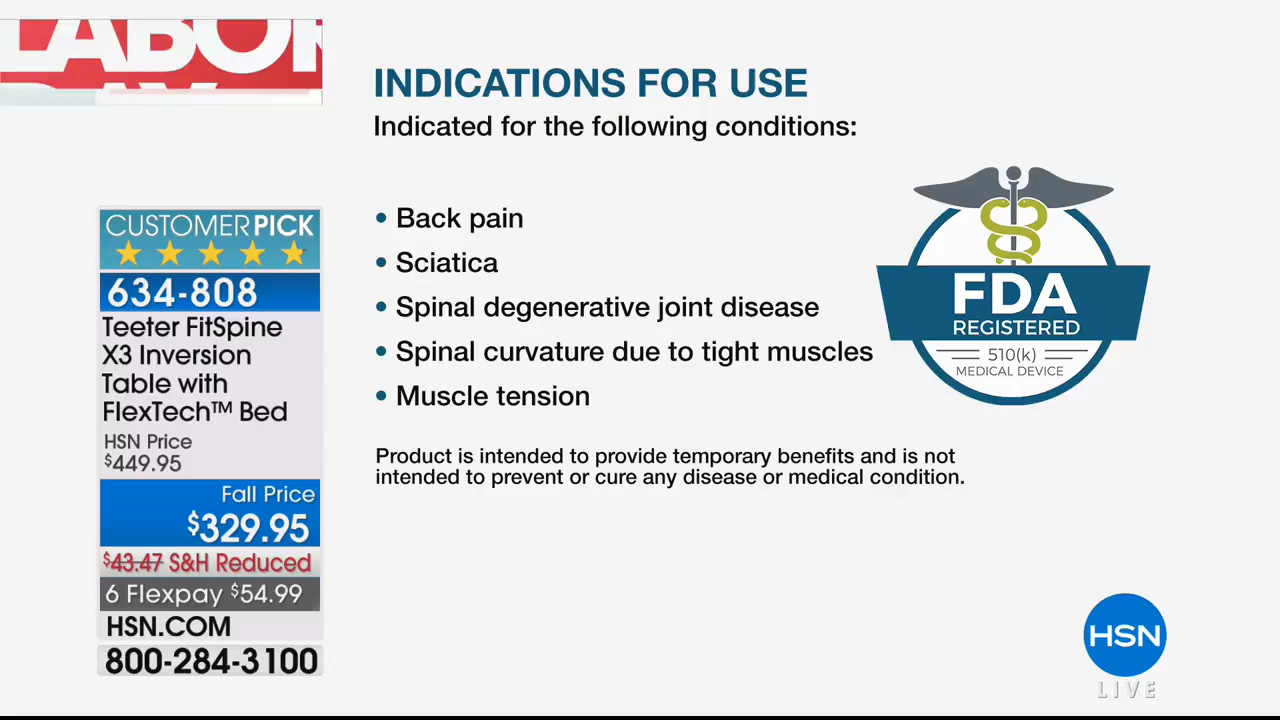 LABOR
DAY
INDICATIONS FOR USE
Indicated for the following conditions:
• Back pain
• Sciatica
• Spinal degenerative joint disease
• Spinal curvature due to tight muscles
• Muscle tension
Product is intended to provide temporary benefits and is not
intended to prevent or cure any disease or medical condition.
FDA
REGISTERED
510(k)
MEDICAL DEVICE
CUSTOMER PICK
634-808
Teeter FitSpine
X3 Inversion
Table with
FlexTech™ Bed
HSN Price
$449.95
Fall Price
$329.95
$43.47 S&H Reduced
6 Flexpay $54.99
HSN.COM
800-284-3100
HSN
LIVE